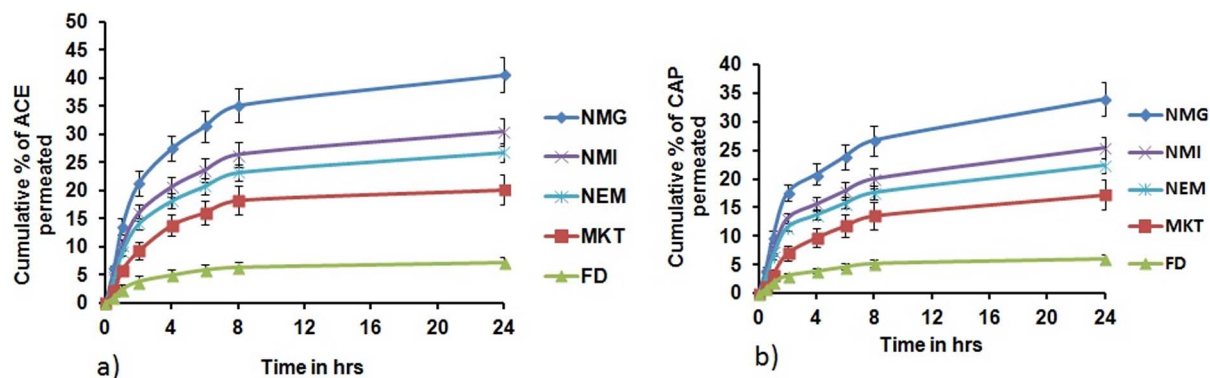 50
45
40
35
30
25
20
15
10
5
0
Cumulative % of ACE
permeated
0 4 8 12 16 20 24
Time in hrs
a)
NMG
NMI
NEM
MKT
FD
40
35
30
25
20
15
10
5
0
Cumulative % of CAP
permeated
0 4 8 12 16 20 24
Time in hrs
b)
NMG
NMI
NEM
MKT
FD